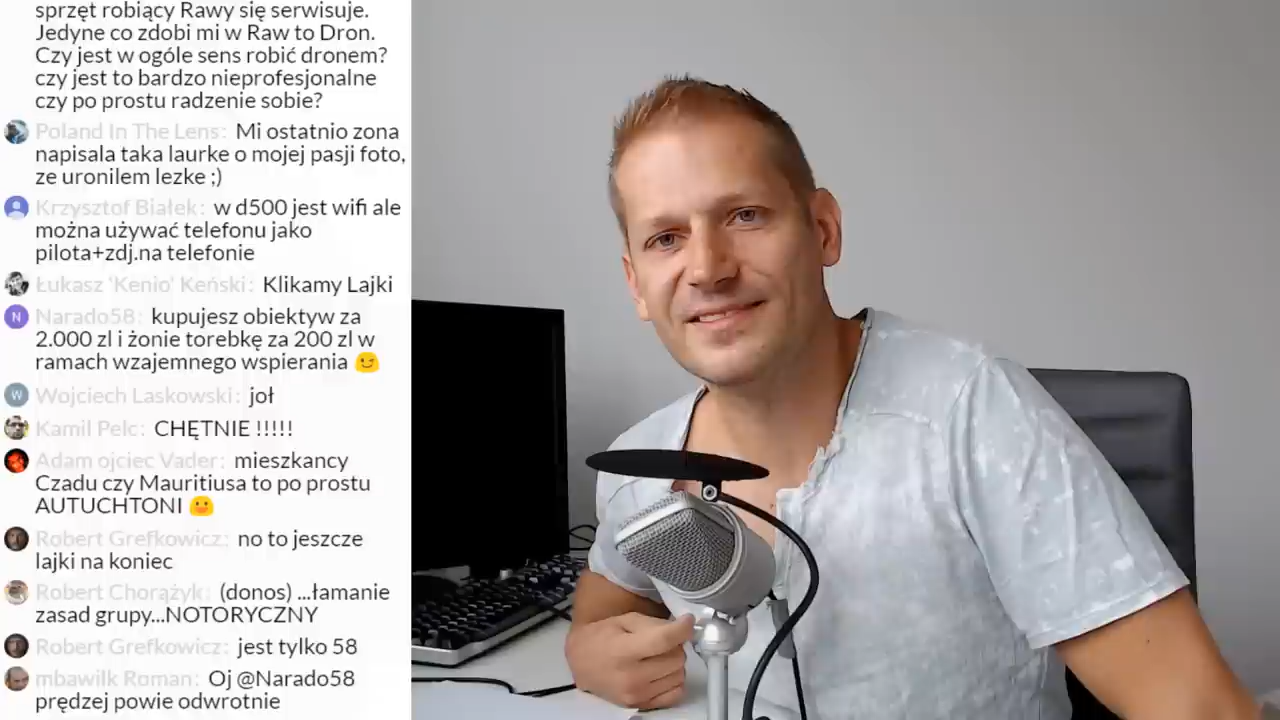 sprzęt robiący Rawy się serwisuje.
Jedyne co zdobi mi w Raw to Dron.
Czy jest w ogóle sens robić dronem?
czy jest to bardzo nieprofesjonalne
czy po prostu radzenie sobie?
Poland In The Lens: Mi ostatnio zona
napisala taka laurke o mojej pasji foto,
ze uronilem lezke ;)
Krzysztof Białek: w d500 jest wifi ale
można używać telefonu jako
pilota+zdj.na telefonie
Łukasz 'Kenio' Keński: Klikamy Lajki
N Narado58: kupujesz obiektyw za
2.000 zl i żonie torebkę za 200 zl w
ramach wzajemnego wspierania 😉
W Wojciech Laskowski: joł
Kamil Pelc: CHĘTNIE !!!!!
Adam ojciec Vader: mieszkancy
Czadu czy Mauritiusa to po prostu
AUTUCHTONI 😛
Robert Grefkowicz: no to jeszcze
lajki na koniec
Robert Chorążyk: (donos) ...łamanie
zasad grupy...NOTORYCZNY
Robert Grefkowicz: jest tylko 58
mbawilk Roman: Oj @Narado58
prędzej powie odwrotnie